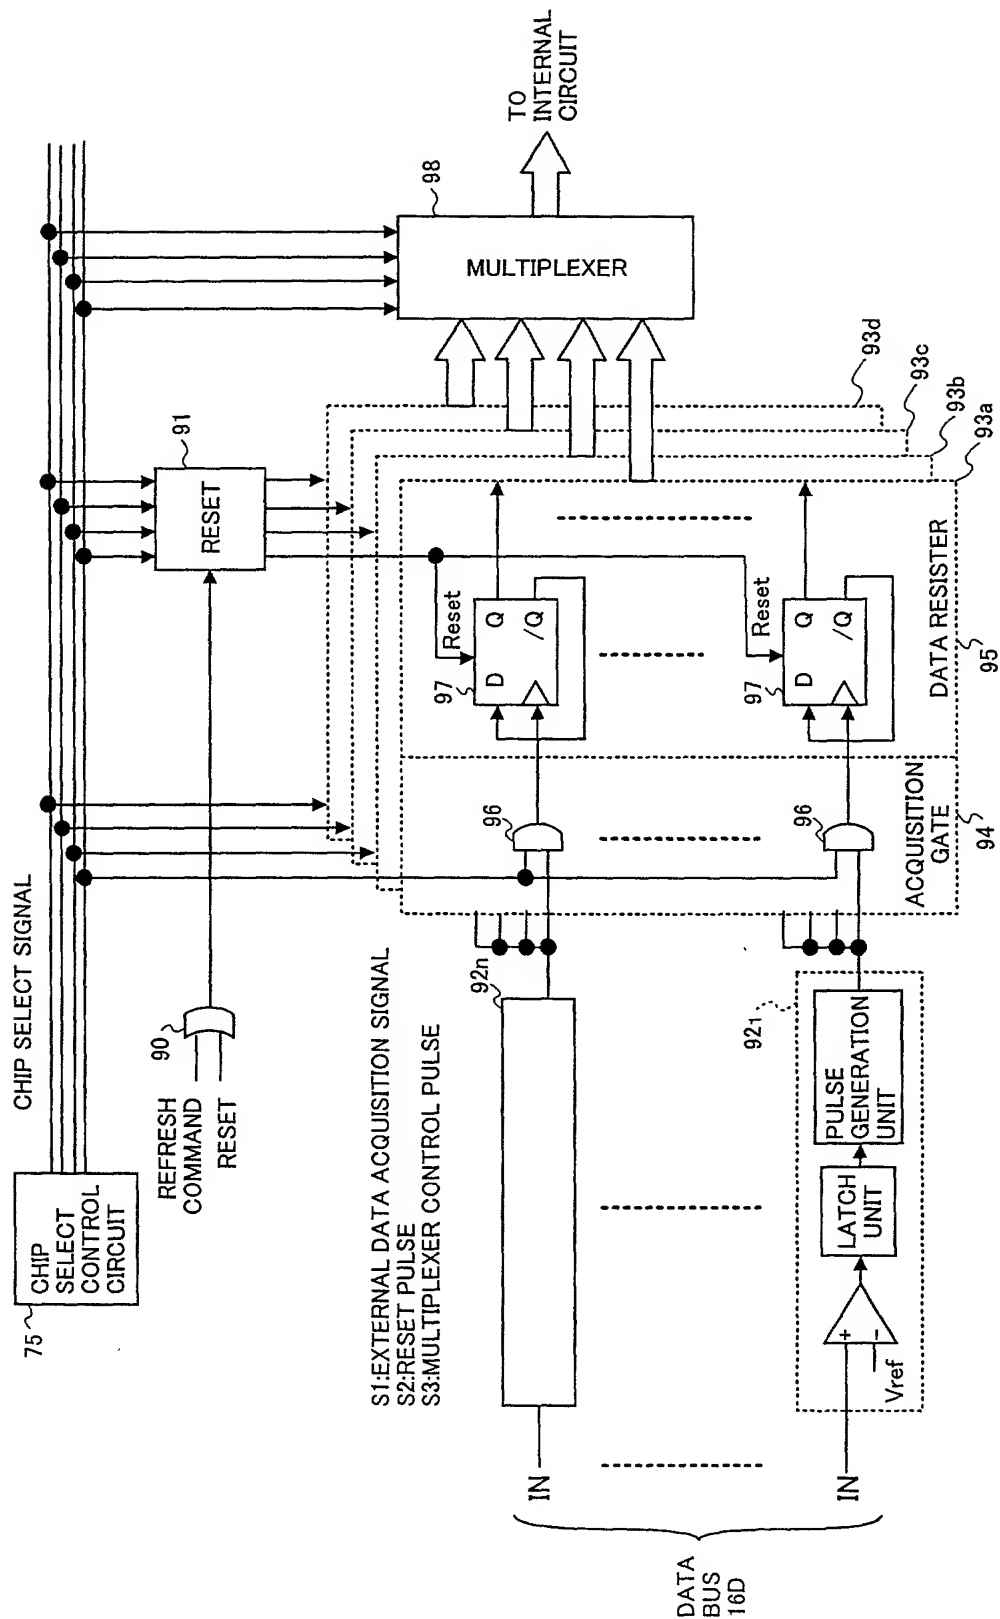 CHIP SELECT SIGNAL
75
CHIP
SELECT
CONTROL
CIRCUIT
REFRESH
COMMAND
RESET
90
RESET
91
MULTIPLEXER
98
TO
INTERNAL
CIRCUIT
S1:EXTERNAL DATA ACQUISITION SIGNAL
S2:RESET PULSE
S3:MULTIPLEXER CONTROL PULSE
DATA
BUS
16D
IN
92n
96
97
D
Q
/Q
Reset
IN
+
-
Vref
LATCH
UNIT
PULSE
GENERATION
UNIT
921
96
97
D
Q
/Q
Reset
ACQUISITION
GATE
94
DATA RESISTER
95
93a
93b
93c
93d